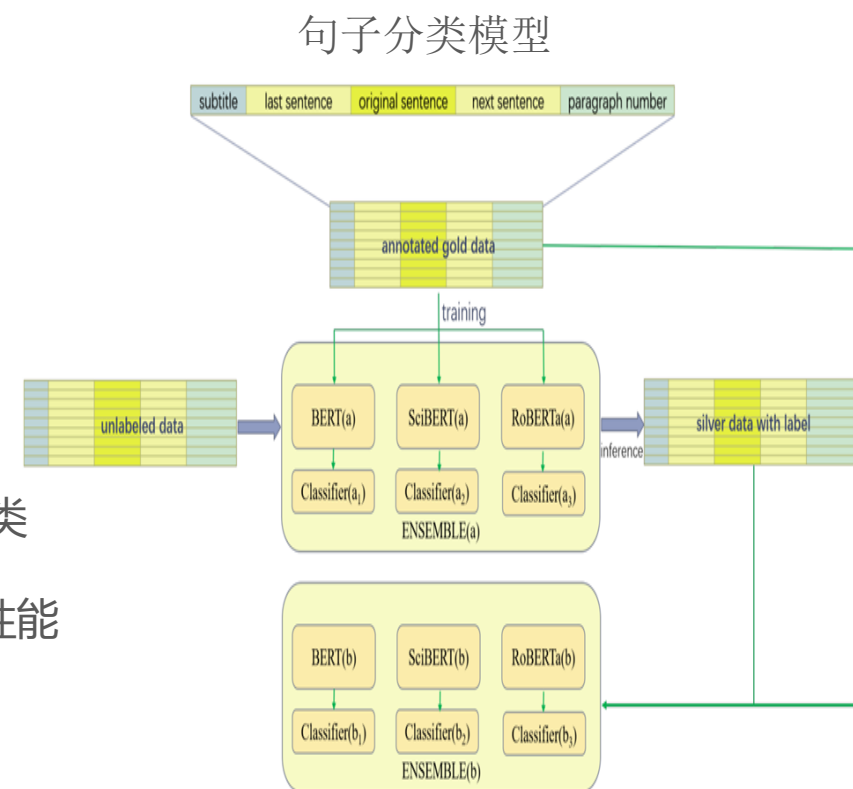 句子分类模型
subtitle last sentence original sentence next sentence paragraph number
annotated gold data
training
unlabeled data
BERT(a) SciBERT(a) RoBERTa(a)
Classifier(a₁) Classifier(a₂) Classifier(a₃)
ENSEMBLE(a)
inference
silver data with label
类
性能
BERT(b) SciBERT(b) RoBERTa(b)
Classifier(b₁) Classifier(b₂) Classifier(b₃)
ENSEMBLE(b)